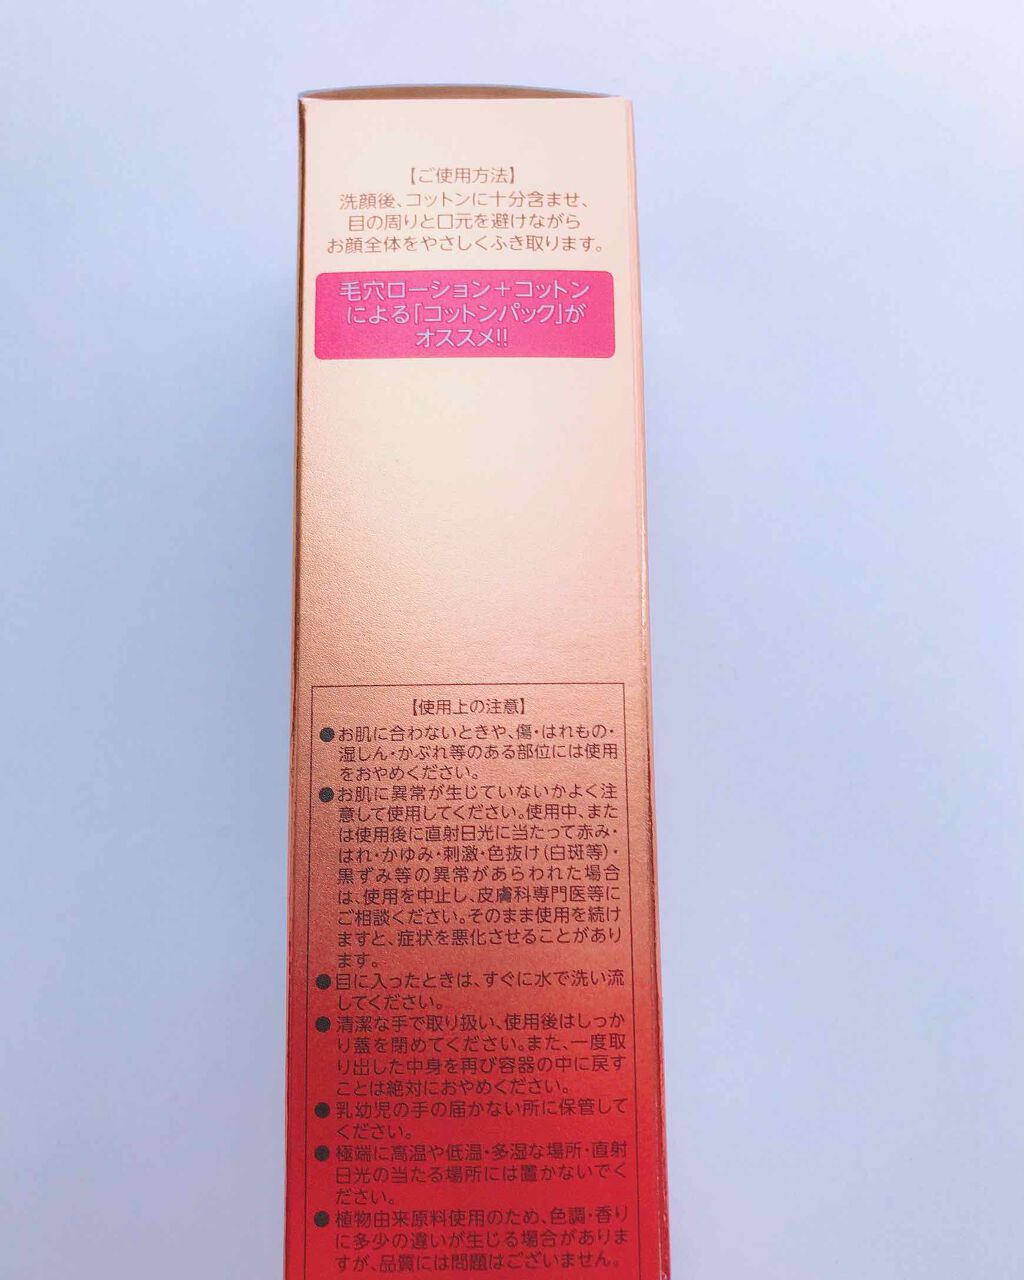 【ご使用方法】
洗顔後、コットンに十分含ませ、
目の周りと口元を避けながら
お顔全体をやさしくふき取ります。
毛穴ローション＋コットン
による「コットンパック」が
オススメ!!
【使用上の注意】
●お肌に合わないときや、傷・はれもの・
湿しん・かぶれ等のある部位には使用
をおやめください。
●お肌に異常が生じていないかよく注
意して使用してください。使用中、また
は使用後に直射日光に当たって赤み・
はれ・かゆみ・刺激・色抜け(白斑等)・
黒ずみ等の異常があらわれた場合
は、使用を中止し、皮膚科専門医等に
ご相談ください。そのまま使用を続け
ますと、症状を悪化させることがあり
ます。
●目に入ったときは、すぐに水で洗い流
してください。
●清潔な手で取り扱い、使用後はしっか
り蓋を閉めてください。また、一度取
り出した中身を再び容器の中に戻す
ことは絶対におやめください。
●乳幼児の手の届かない所に保管して
ください。
●極端に高温や低温・多湿な場所・直射
日光の当たる場所には置かないでく
ださい。
●植物由来原料使用のため、色調・香り
に多少の違いが生じる場合がありま
すが、品質には問題はございません。